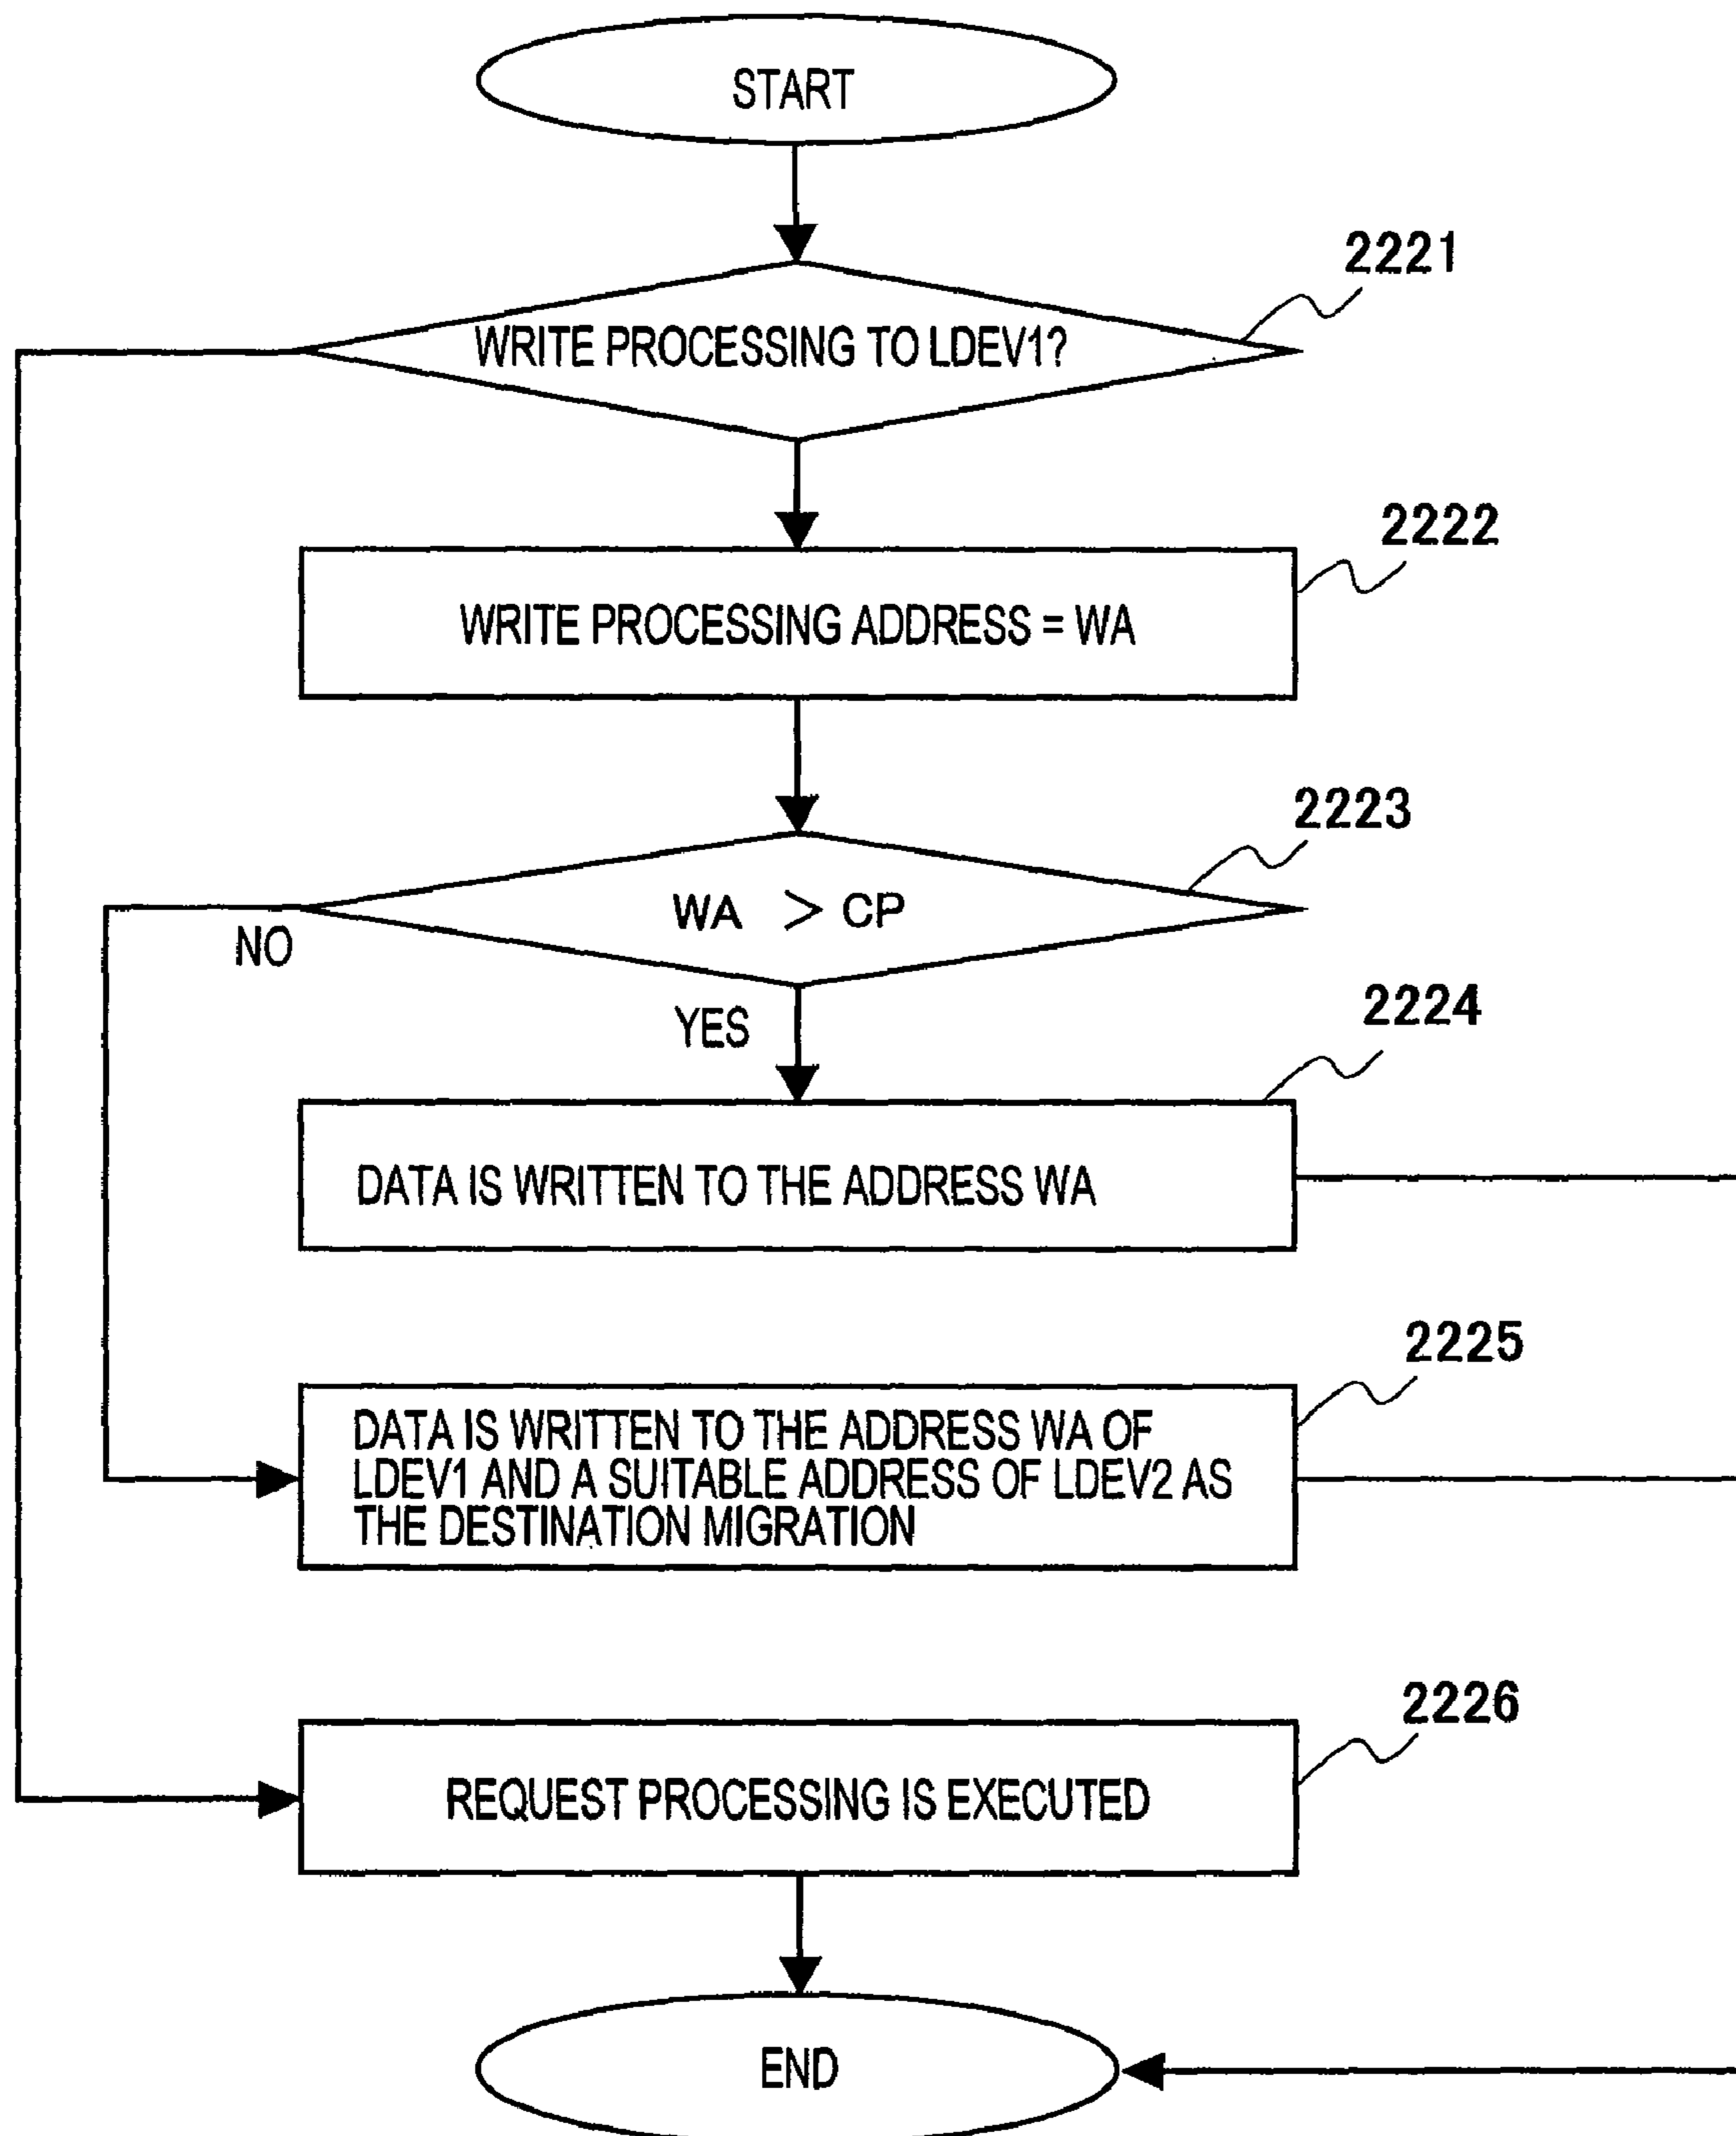 START
2221
WRITE PROCESSING TO LDEV1?
2222
WRITE PROCESSING ADDRESS = WA
2223
WA > CP
NO
YES
2224
DATA IS WRITTEN TO THE ADDRESS WA
2225
DATA IS WRITTEN TO THE ADDRESS WA OF
LDEV1 AND A SUITABLE ADDRESS OF LDEV2 AS
THE DESTINATION MIGRATION
2226
REQUEST PROCESSING IS EXECUTED
END